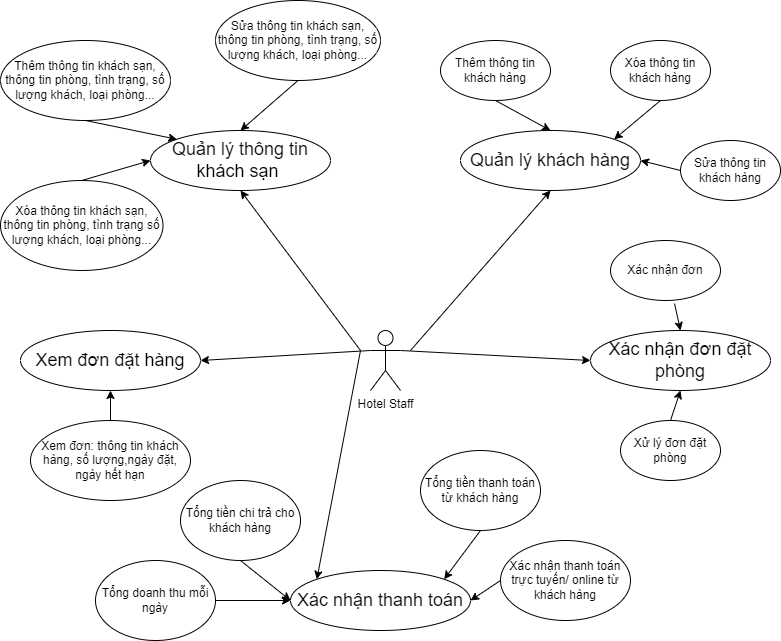 Sửa thông tin khách sạn,
thông tin phòng, tình trạng, số
lượng khách, loại phòng...
Thêm thông tin khách sạn,
thông tin phòng, tình trạng, số
lượng khách, loại phòng...
Thêm thông tin
khách hàng
Xóa thông tin
khách hàng
Quản lý thông tin
khách sạn
Quản lý khách hàng
Sửa thông tin
khách hàng
Xóa thông tin khách sạn,
thông tin phòng, tình trạng số
lượng khách, loại phòng...
Xác nhận đơn
Xem đơn đặt hàng
Xác nhận đơn đặt
phòng
Hotel Staff
Xem đơn: thông tin khách
hàng, số lượng,ngày đặt,
ngày hết hạn
Xử lý đơn đặt
phòng
Tổng tiền thanh toán
từ khách hàng
Tổng tiền chi trả cho
khách hàng
Xác nhận thanh toán
trực tuyến/ online từ
khách hàng
Tổng doanh thu mỗi
ngày
Xác nhận thanh toán